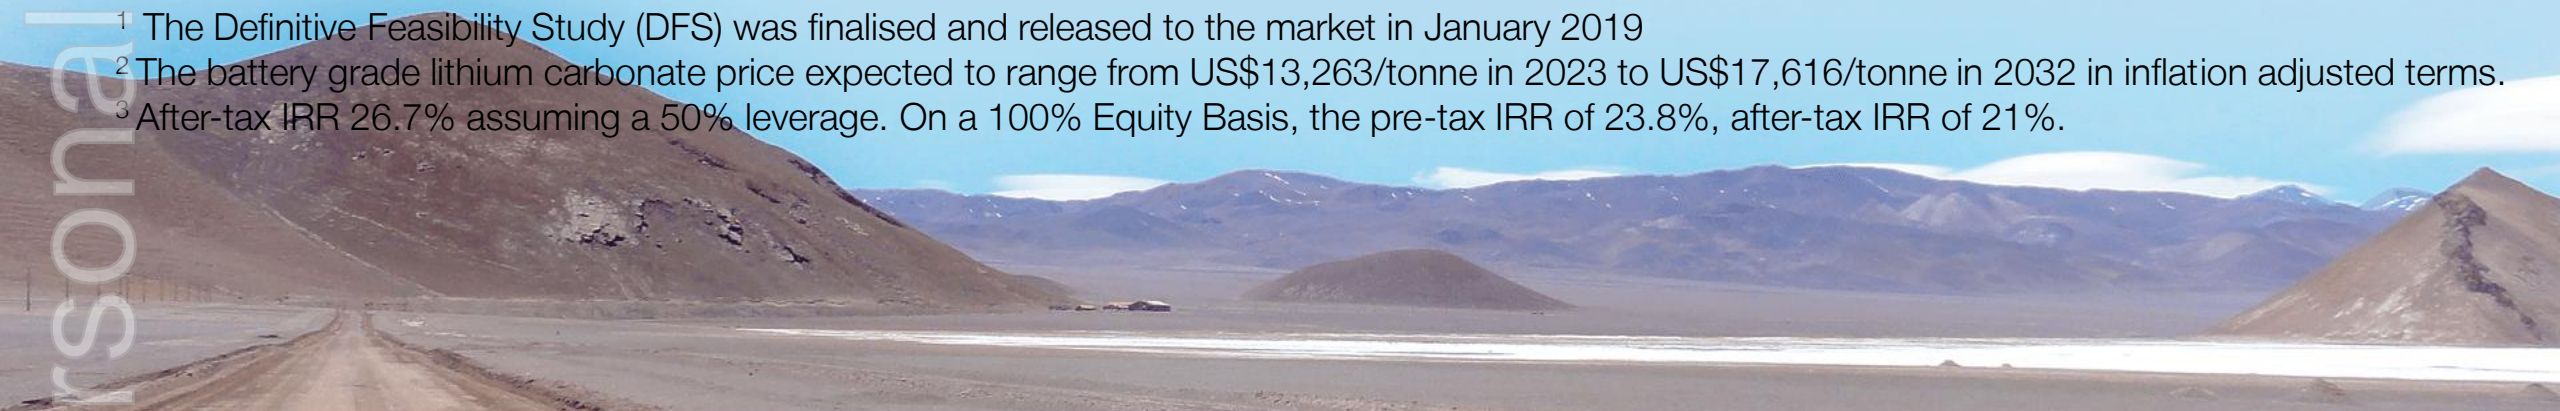 ¹ The Definitive Feasibility Study (DFS) was finalised and released to the market in January 2019
² The battery grade lithium carbonate price expected to range from US$13,263/tonne in 2023 to US$17,616/tonne in 2032 in inflation adjusted terms.
³ After-tax IRR 26.7% assuming a 50% leverage. On a 100% Equity Basis, the pre-tax IRR of 23.8%, after-tax IRR of 21%.
rsonal